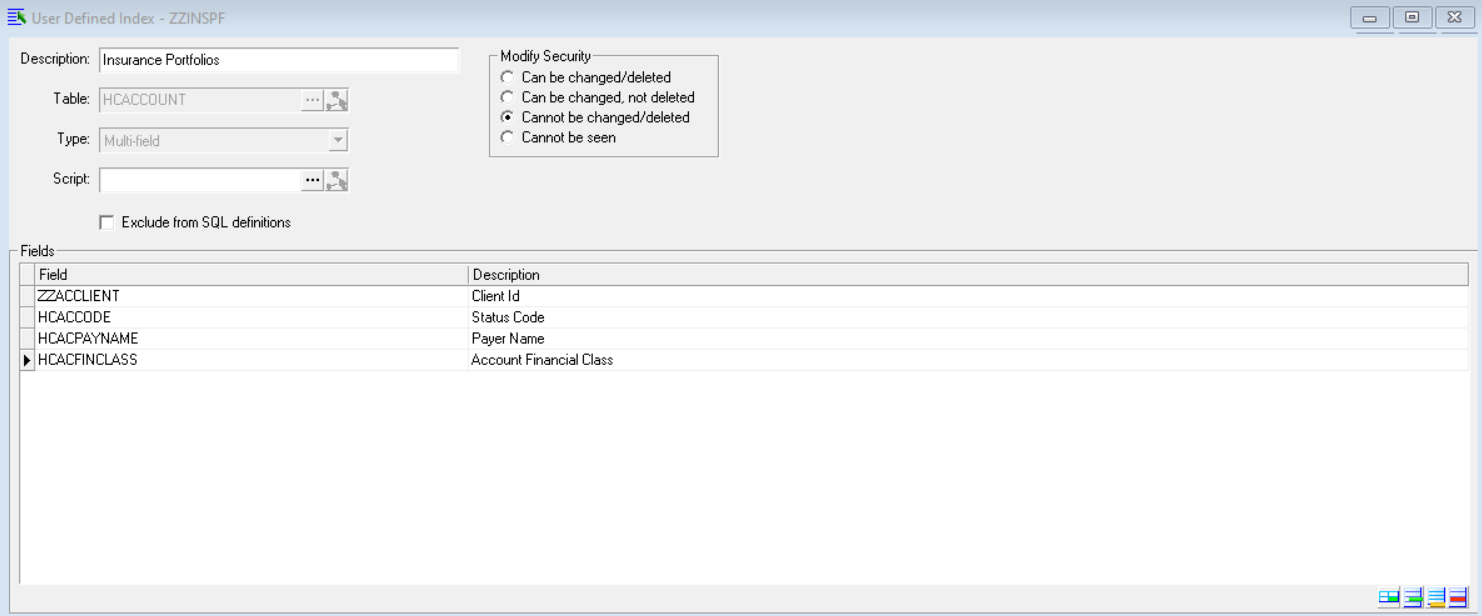 User Defined Index - ZZINSPF
Description: Insurance Portfolios
Modify Security
Can be changed/deleted
Can be changed, not deleted
Cannot be changed/deleted
Cannot be seen
Table: HCACCOUNT ...
Type: Multi-field
Script: ...
Exclude from SQL definitions
Fields
Field Description
ZZACCLIENT Client Id
HCACCODE Status Code
HCACPAYNAME Payer Name
HCACFINCLASS Account Financial Class